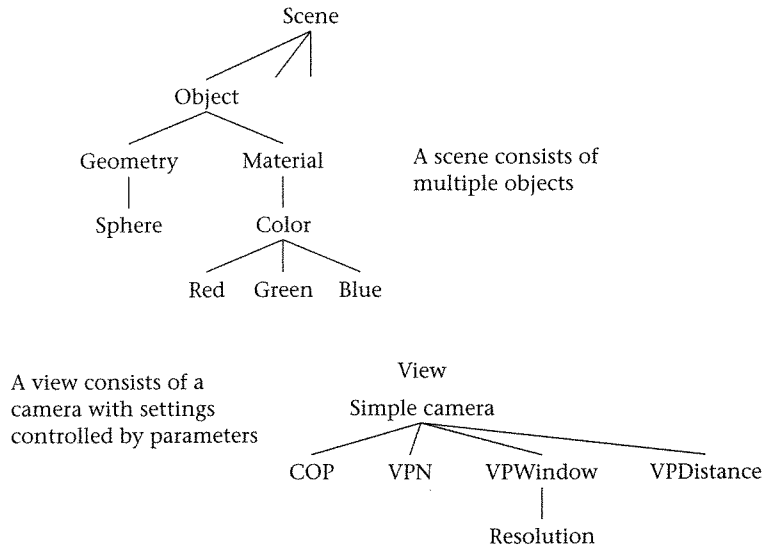 Scene
Object
Geometry Material
A scene consists of
multiple objects
Sphere Color
Red Green Blue
A view consists of a
camera with settings
controlled by parameters
View
Simple camera
COP VPN VPWindow VPDistance
Resolution